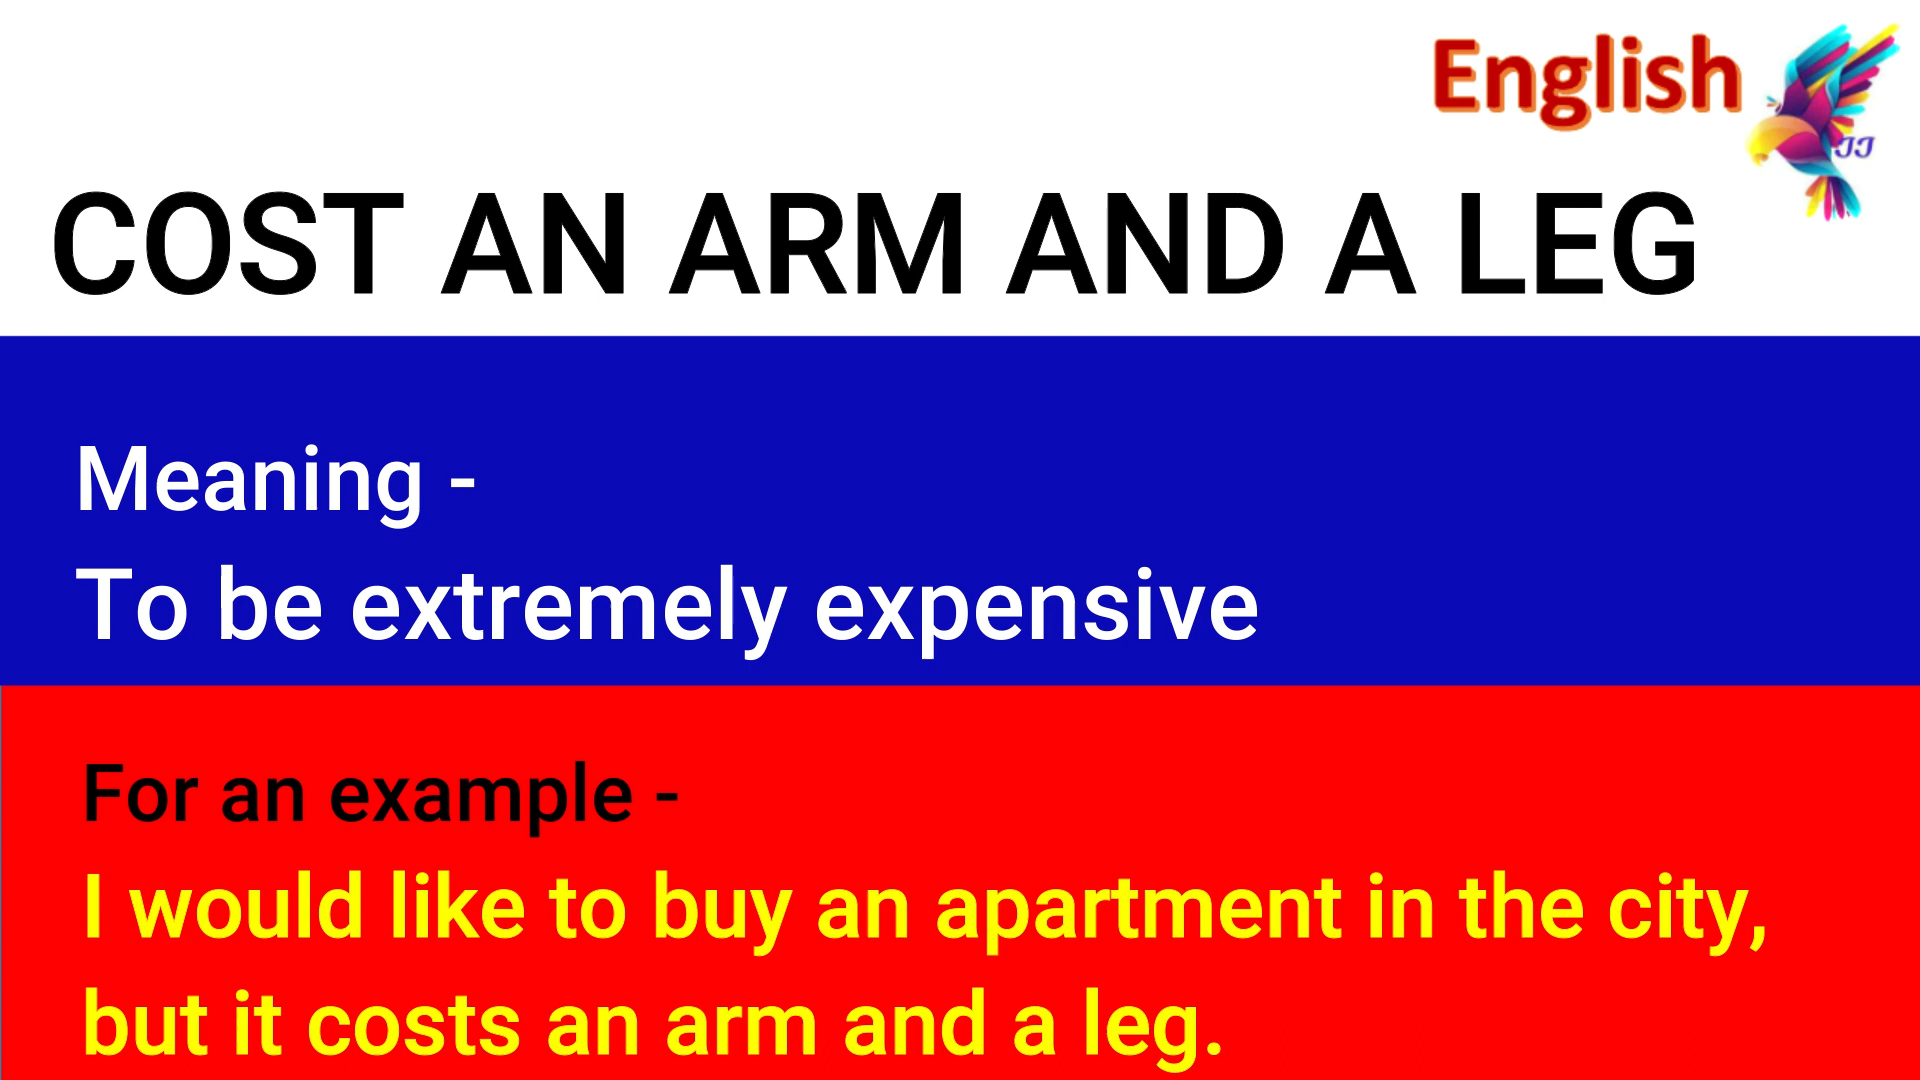 English
JJ
COST AN ARM AND A LEG
Meaning -
To be extremely expensive
For an example -
I would like to buy an apartment in the city,
but it costs an arm and a leg.